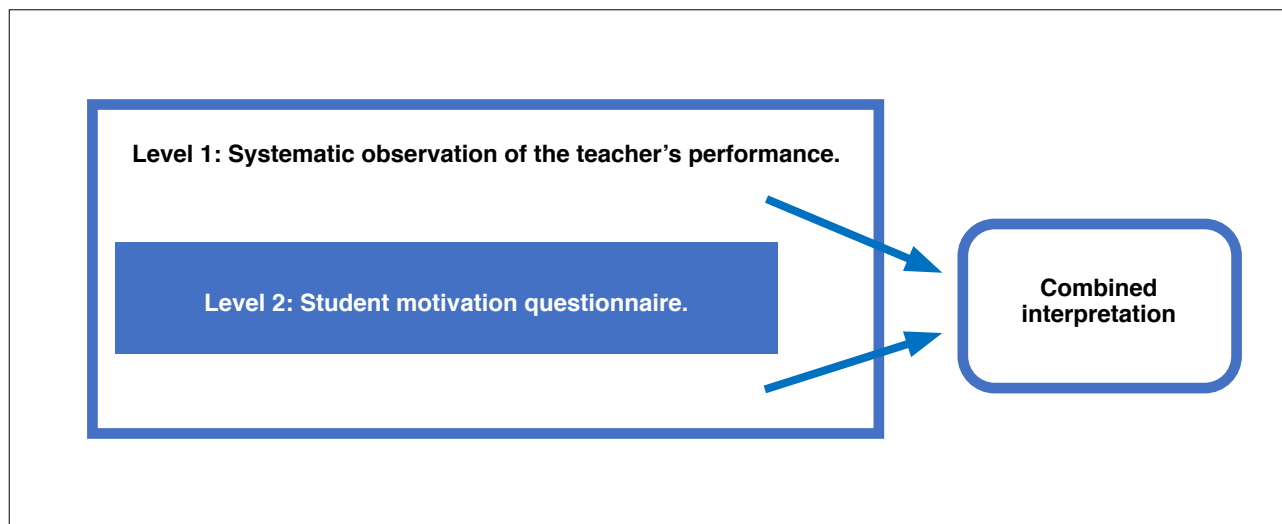 Level 1: Systematic observation of the teacher’s performance.
Level 2: Student motivation questionnaire.
Combined
interpretation